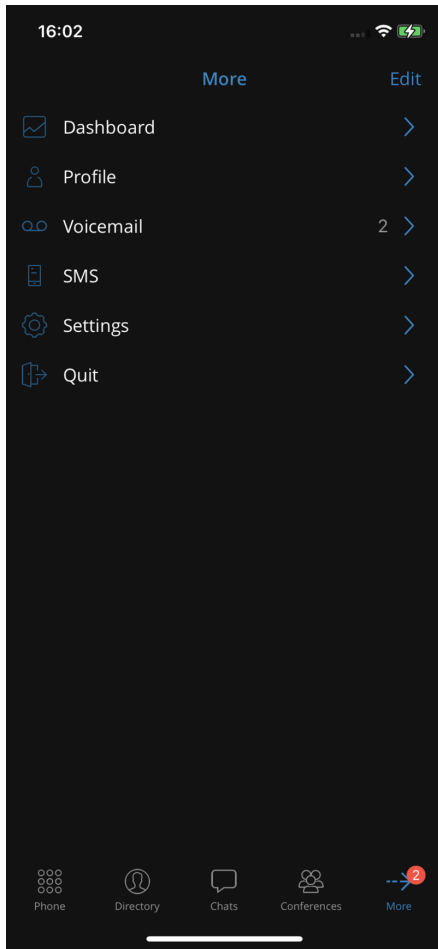 16:02
More Edit
Dashboard
Profile
Voicemail 2
SMS
Settings
Quit
2
Phone Directory Chats Conferences More